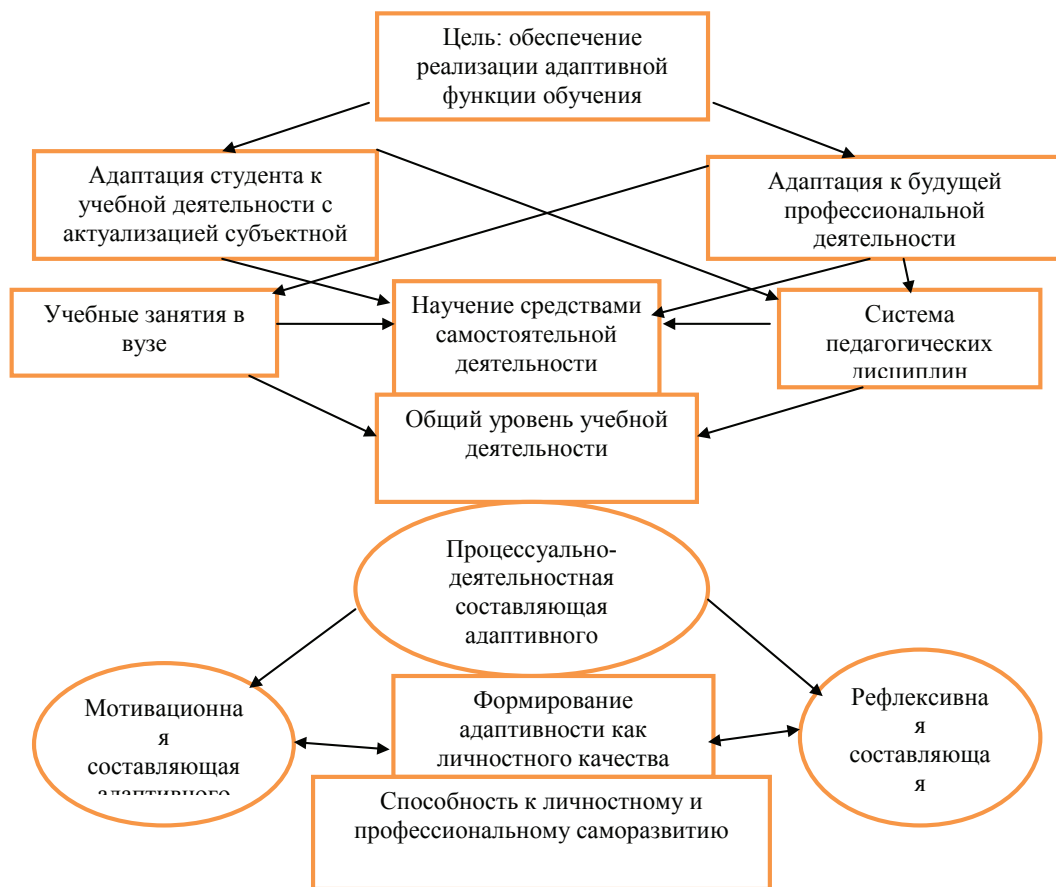 Цель: обеспечение
реализации адаптивной
функции обучения
Адаптация студента к
учебной деятельности с
актуализацией субъектной
Адаптация к будущей
профессиональной
деятельности
Учебные занятия в
вузе
Научение средствами
самостоятельной
деятельности
Система
педагогических
дисциплин
Общий уровень учебной
деятельности
Процессуально-
деятельностная
составляющая
адаптивного
Мотивационна
я
составляющая
адаптивного
Формирование
адаптивности как
личностного качества
Рефлексивна
я
составляюща
я
Способность к личностному и
профессиональному саморазвитию